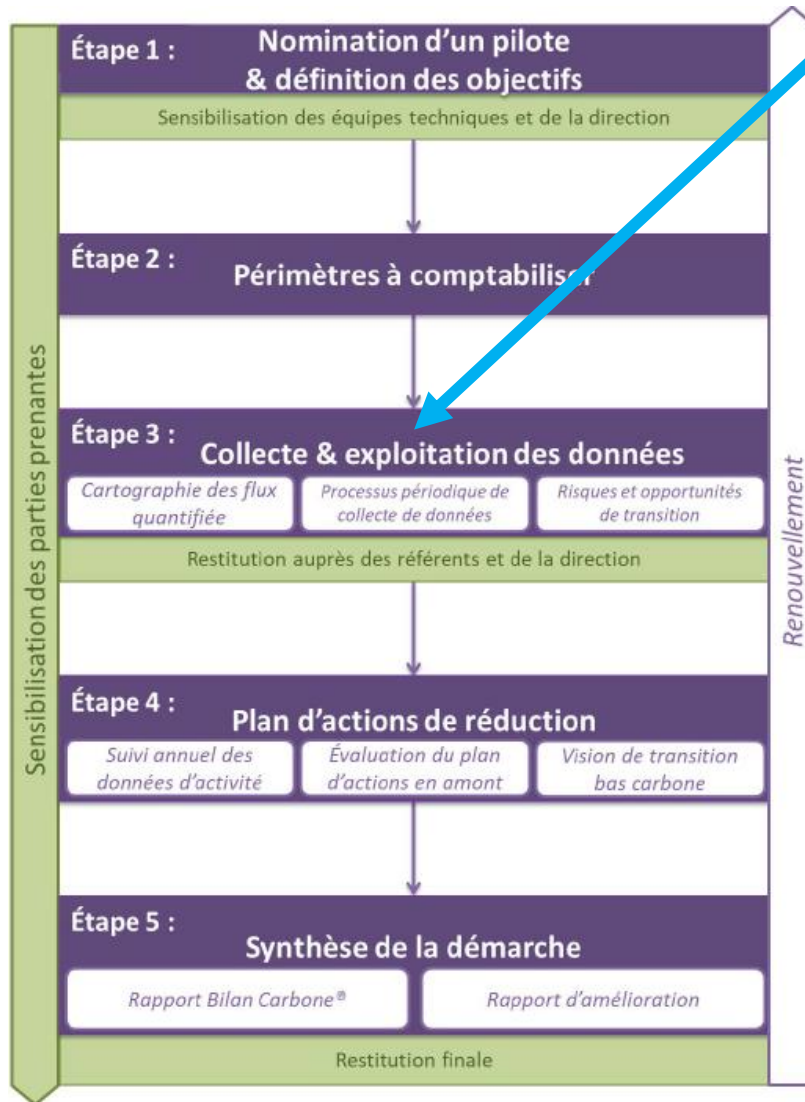 Étape 1 :
Nomination d'un pilote
& définition des objectifs
Sensibilisation des équipes techniques et de la direction
Étape 2 :
Périmètres à comptabiliser
Étape 3 :
Collecte & exploitation des données
Cartographie des flux
quantifiée
Processus périodique de
collecte de données
Risques et opportunités
de transition
Restitution auprès des référents et de la direction
Étape 4 :
Plan d'actions de réduction
Suivi annuel des
données d'activité
Évaluation du plan
d'actions en amont
Vision de transition
bas carbone
Étape 5 :
Synthèse de la démarche
Rapport Bilan Carbone®
Rapport d'amélioration
Restitution finale
Sensibilisation des parties prenantes
Renouvellement